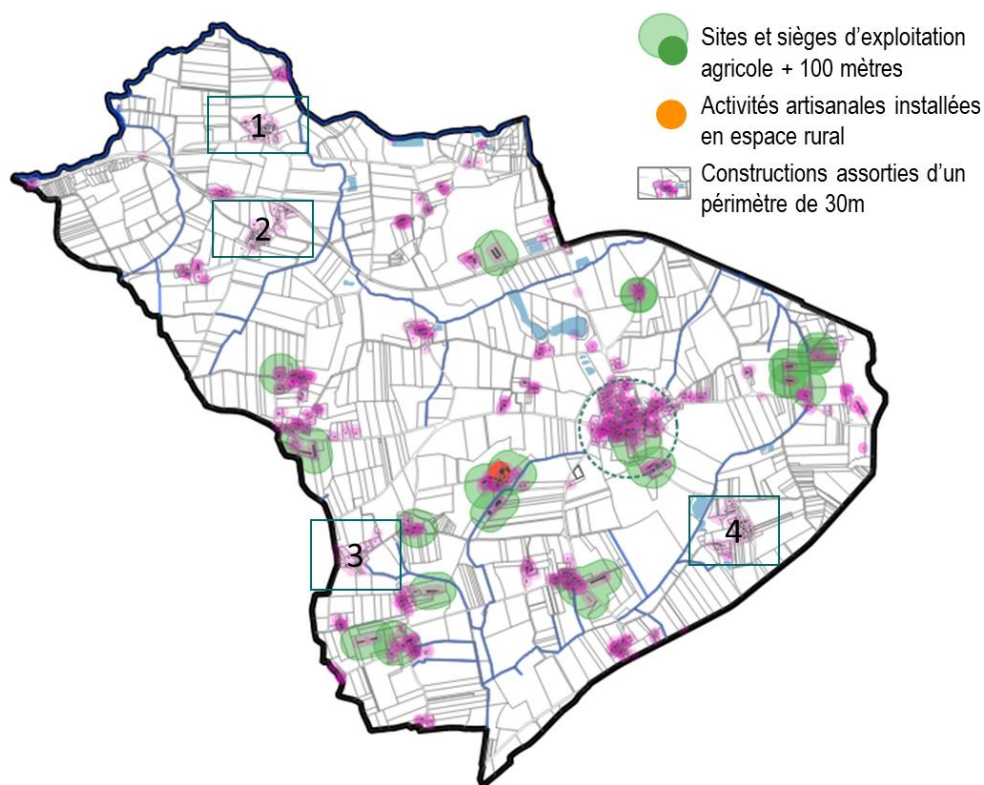 Sites et sièges d’exploitation
agricole + 100 mètres
Activités artisanales installées
en espace rural
Constructions assorties d’un
périmètre de 30m
1
2
3
4